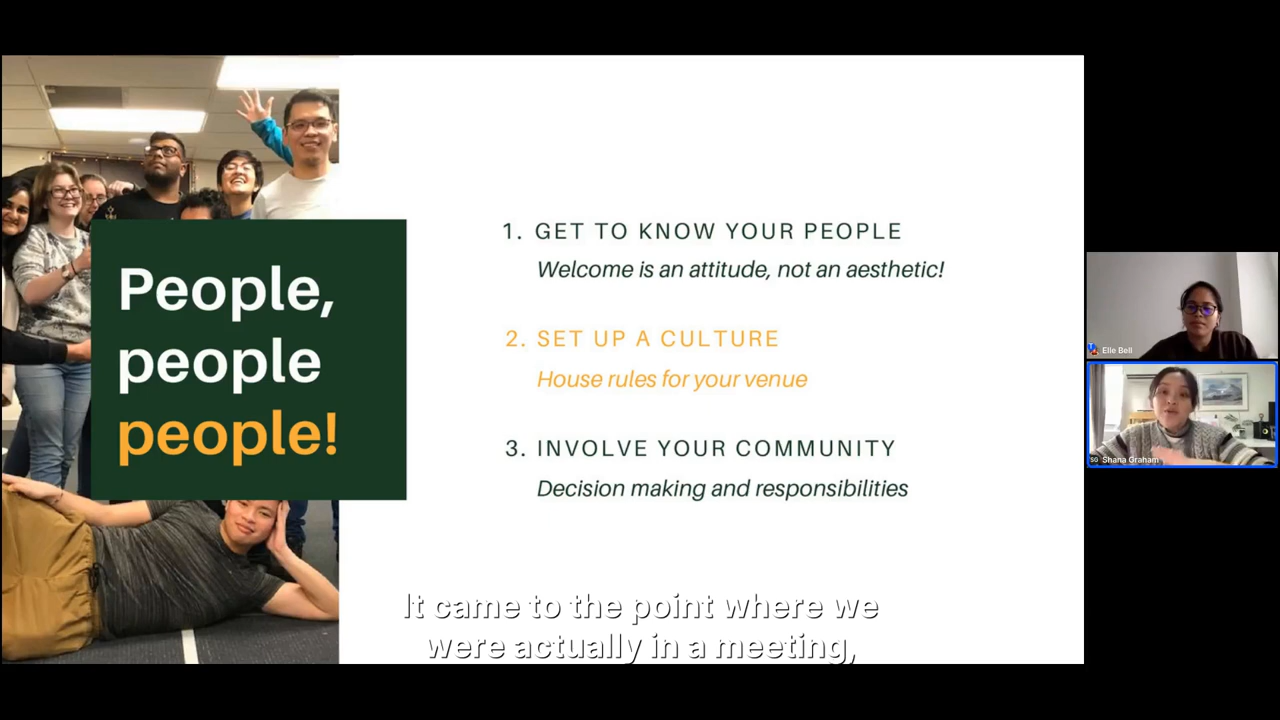 People,
people
people!
1. GET TO KNOW YOUR PEOPLE
Welcome is an attitude, not an aesthetic!
2. SET UP A CULTURE
House rules for your venue
3. INVOLVE YOUR COMMUNITY
Decision making and responsibilities
It came to the point where we
were actually in a meeting,
Elle Bell
SG Shana Graham